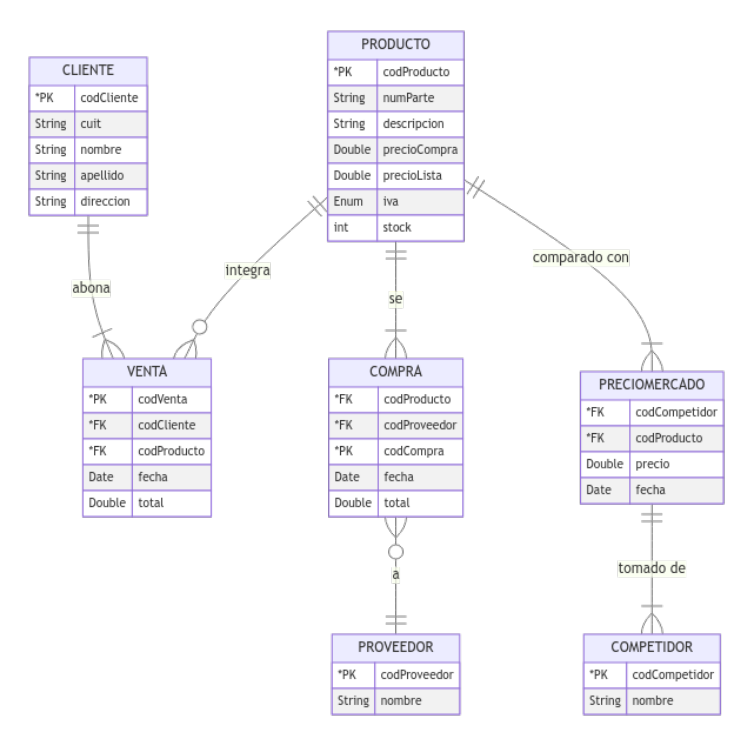 PRODUCTO
*PK codProducto
String numParte
String descripcion
Double precioCompra
Double precioLista
Enum iva
int stock
CLIENTE
*PK codCliente
String cuit
String nombre
String apellido
String direccion
integra
comparado con
abona
se
VENTA
*PK codVenta
*FK codCliente
*FK codProducto
Date fecha
Double total
COMPRA
*FK codProducto
*FK codProveedor
*PK codCompra
Date fecha
Double total
PRECIOMERCADO
*FK codCompetidor
*FK codProducto
Double precio
Date fecha
a
tomado de
PROVEEDOR
*PK codProveedor
String nombre
COMPETIDOR
*PK codCompetidor
String nombre